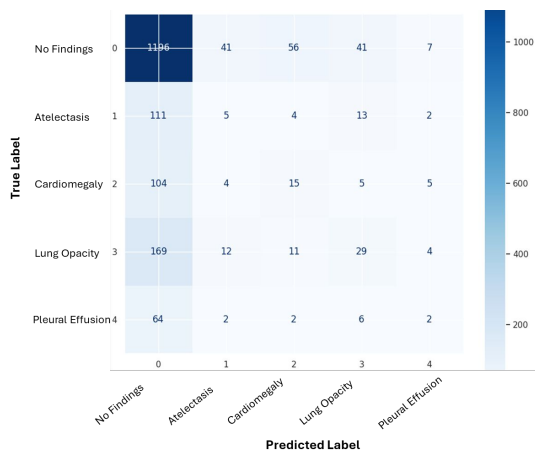 No Findings 0 1196 41 56 41 7
Atelectasis 1 111 5 4 13 2
Cardiomegaly 2 104 4 15 5 5
Lung Opacity 3 169 12 11 29 4
Pleural Effusion 4 64 2 2 6 2
0 1 2 3 4
No Findings Atelectasis Cardiomegaly Lung Opacity Pleural Effusion
Predicted Label
True Label
1000
800
600
400
200